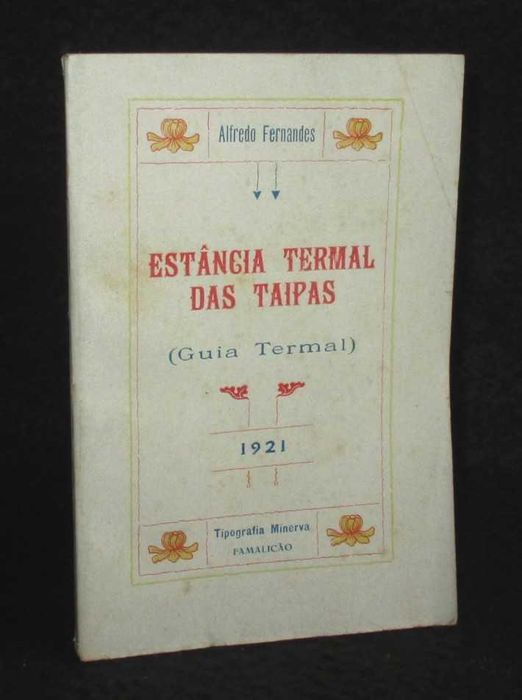 Alfredo Fernandes
ESTÂNCIA TERMAL
DAS TAIPAS
(Guia Termal)
1921
Tipografia Minerva
FAMALICÃO